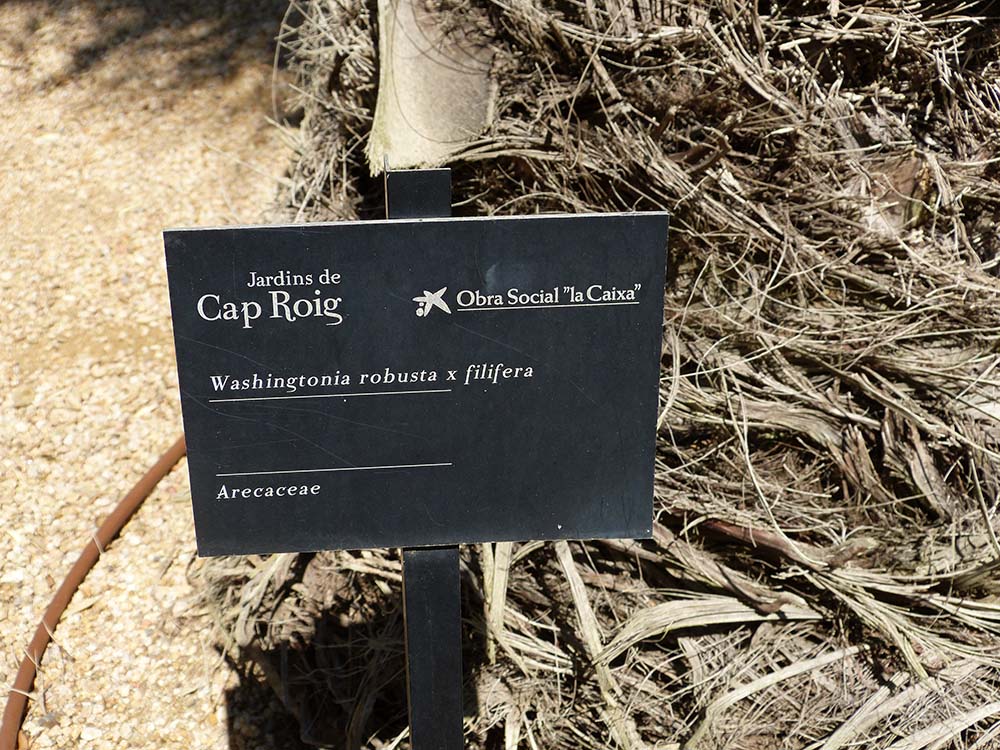 Jardins de
Cap Roig
Obra Social "la Caixa"
Washingtonia robusta x filifera
Arecaceae